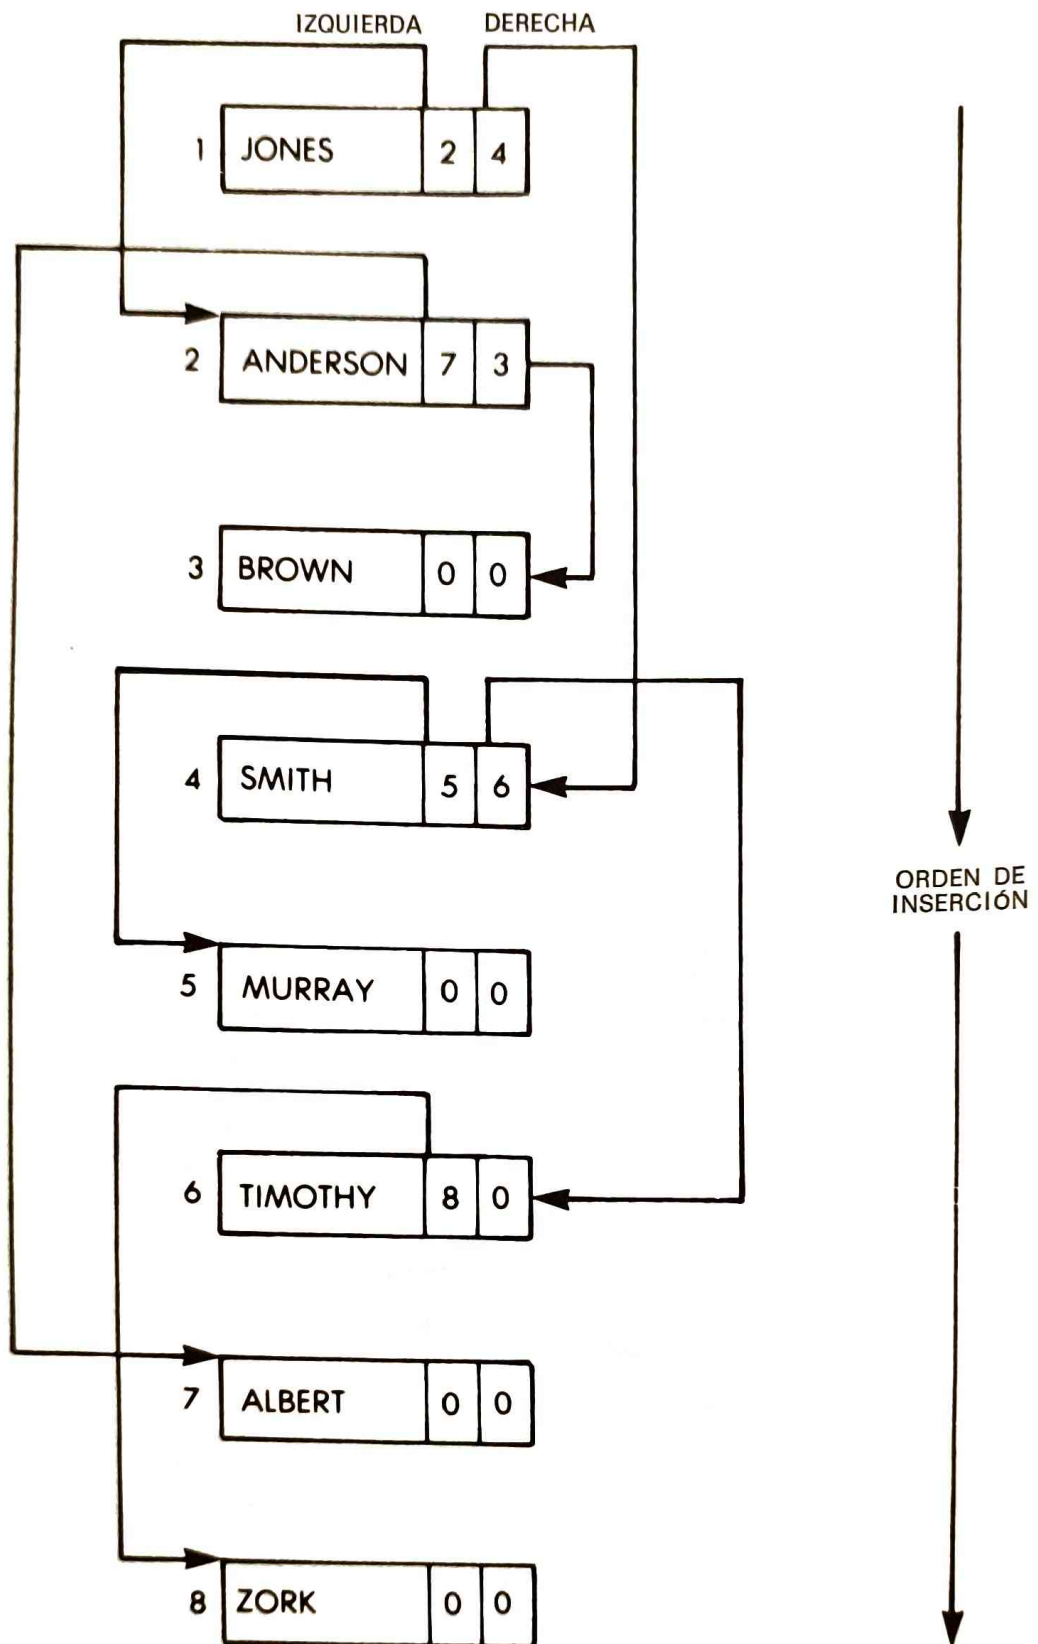 IZQUIERDA DERECHA
1 JONES 2 4
2 ANDERSON 7 3
3 BROWN 0 0
4 SMITH 5 6
ORDEN DE
INSERCIÓN
5 MURRAY 0 0
6 TIMOTHY 8 0
7 ALBERT 0 0
8 ZORK 0 0